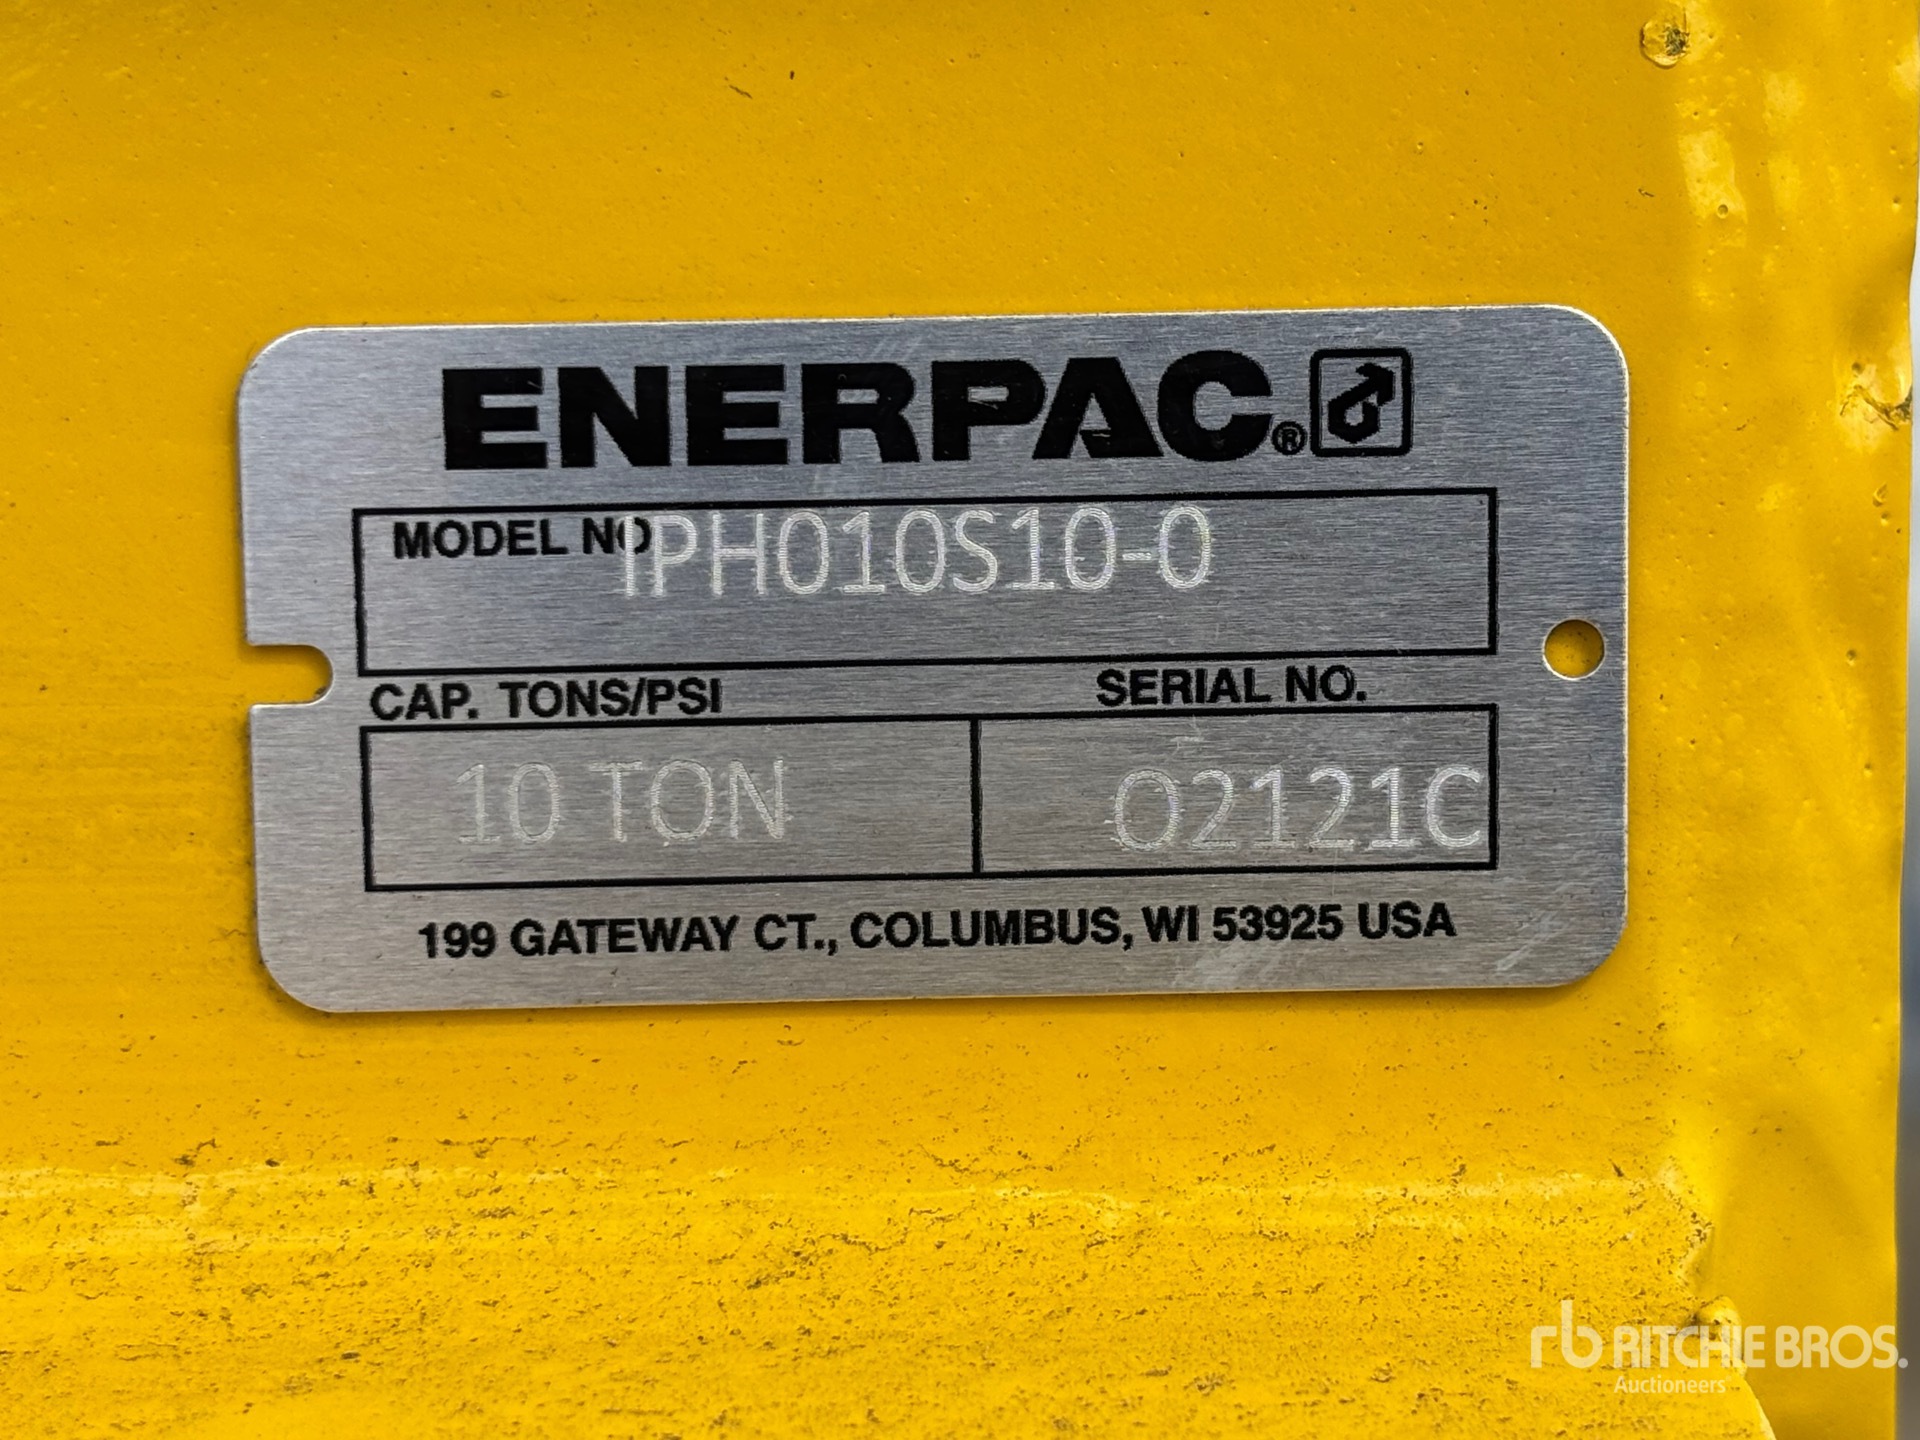 ENERPAC®
MODEL NO IPH010S10-0
CAP. TONS/PSI SERIAL NO.
10 TON O2121C
199 GATEWAY CT., COLUMBUS, WI 53925 USA
rb RITCHIE BROS.
Auctioneers